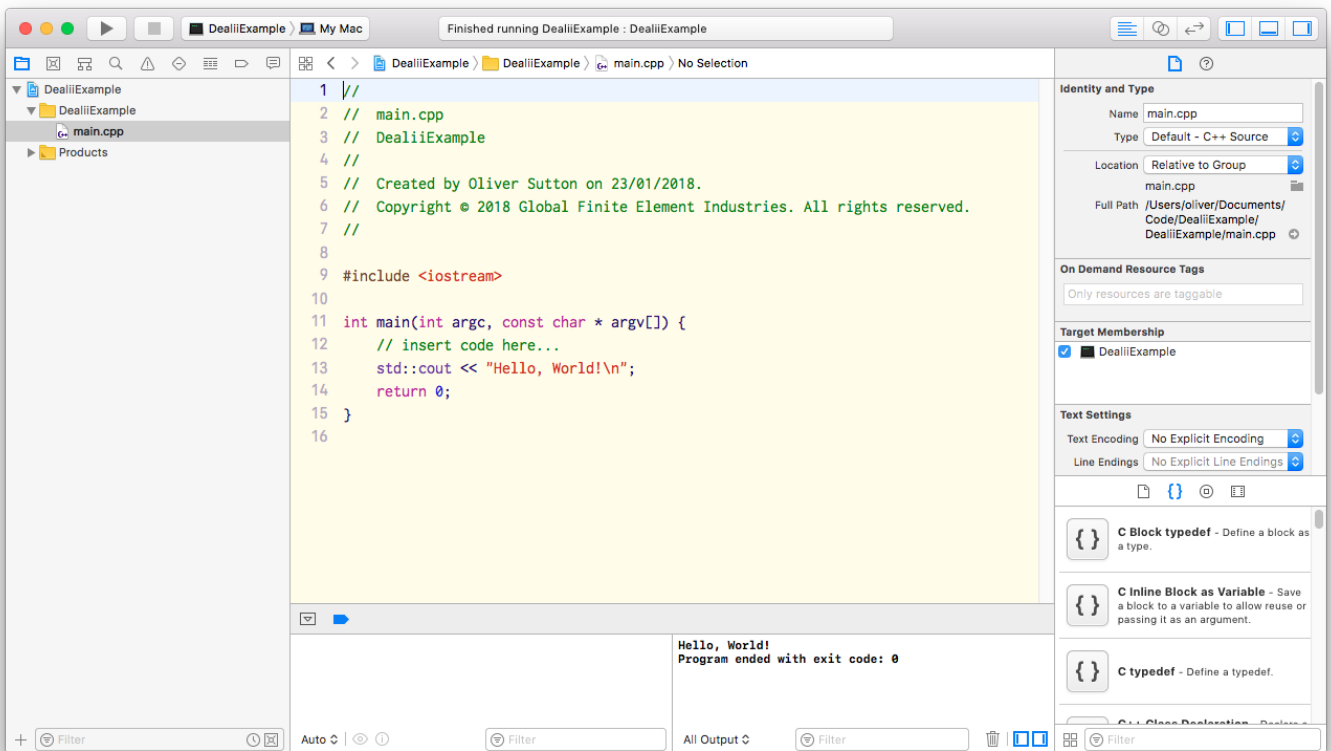 DealiiExample 〉 My Mac
Finished running DealiiExample : DealiiExample
DealiiExample 〉 DealiiExample 〉 main.cpp 〉 No Selection
DealiiExample
DealiiExample
main.cpp
Products
Filter
1 //
2 //  main.cpp
3 //  DealiiExample
4 //
5 //  Created by Oliver Sutton on 23/01/2018.
6 //  Copyright © 2018 Global Finite Element Industries. All rights reserved.
7 //
8
9 #include <iostream>
10
11 int main(int argc, const char * argv[]) {
12     // insert code here...
13     std::cout << "Hello, World!\n";
14     return 0;
15 }
16
Auto
Filter
Hello, World!
Program ended with exit code: 0
All Output
Filter
Identity and Type
Name main.cpp
Type Default - C++ Source
Location Relative to Group
main.cpp
Full Path /Users/oliver/Documents/
Code/DealiiExample/
DealiiExample/main.cpp
On Demand Resource Tags
Only resources are taggable
Target Membership
DealiiExample
Text Settings
Text Encoding No Explicit Encoding
Line Endings No Explicit Line Endings
{ }
{ } C Block typedef - Define a block as
a type.
{ } C Inline Block as Variable - Save
a block to a variable to allow reuse or
passing it as an argument.
{ } C typedef - Define a typedef.
C++ Class Declaration - Declare a
Filter